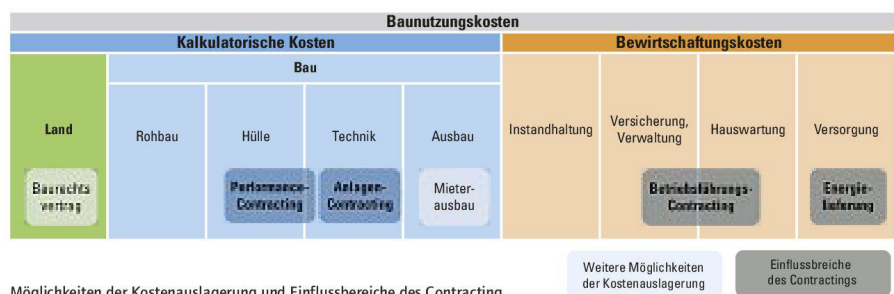 Baunutzungskosten
Kalkulatorische Kosten
Bewirtschaftungskosten
Bau
Land
Rohbau
Hülle
Technik
Ausbau
Instandhaltung
Versicherung,
Verwaltung
Hauswartung
Versorgung
Baurechts
vertrag
Performance-
Contracting
Anlagen-
Contracting
Mieter-
ausbau
Betriebsführungs-
Contracting
Energie-
lieferung
Weitere Möglichkeiten
der Kostenauslagerung
Einflussbreiche
des Contractings
Möglichkeiten der Kostenauslagerung und Einflussbereiche des Contracting